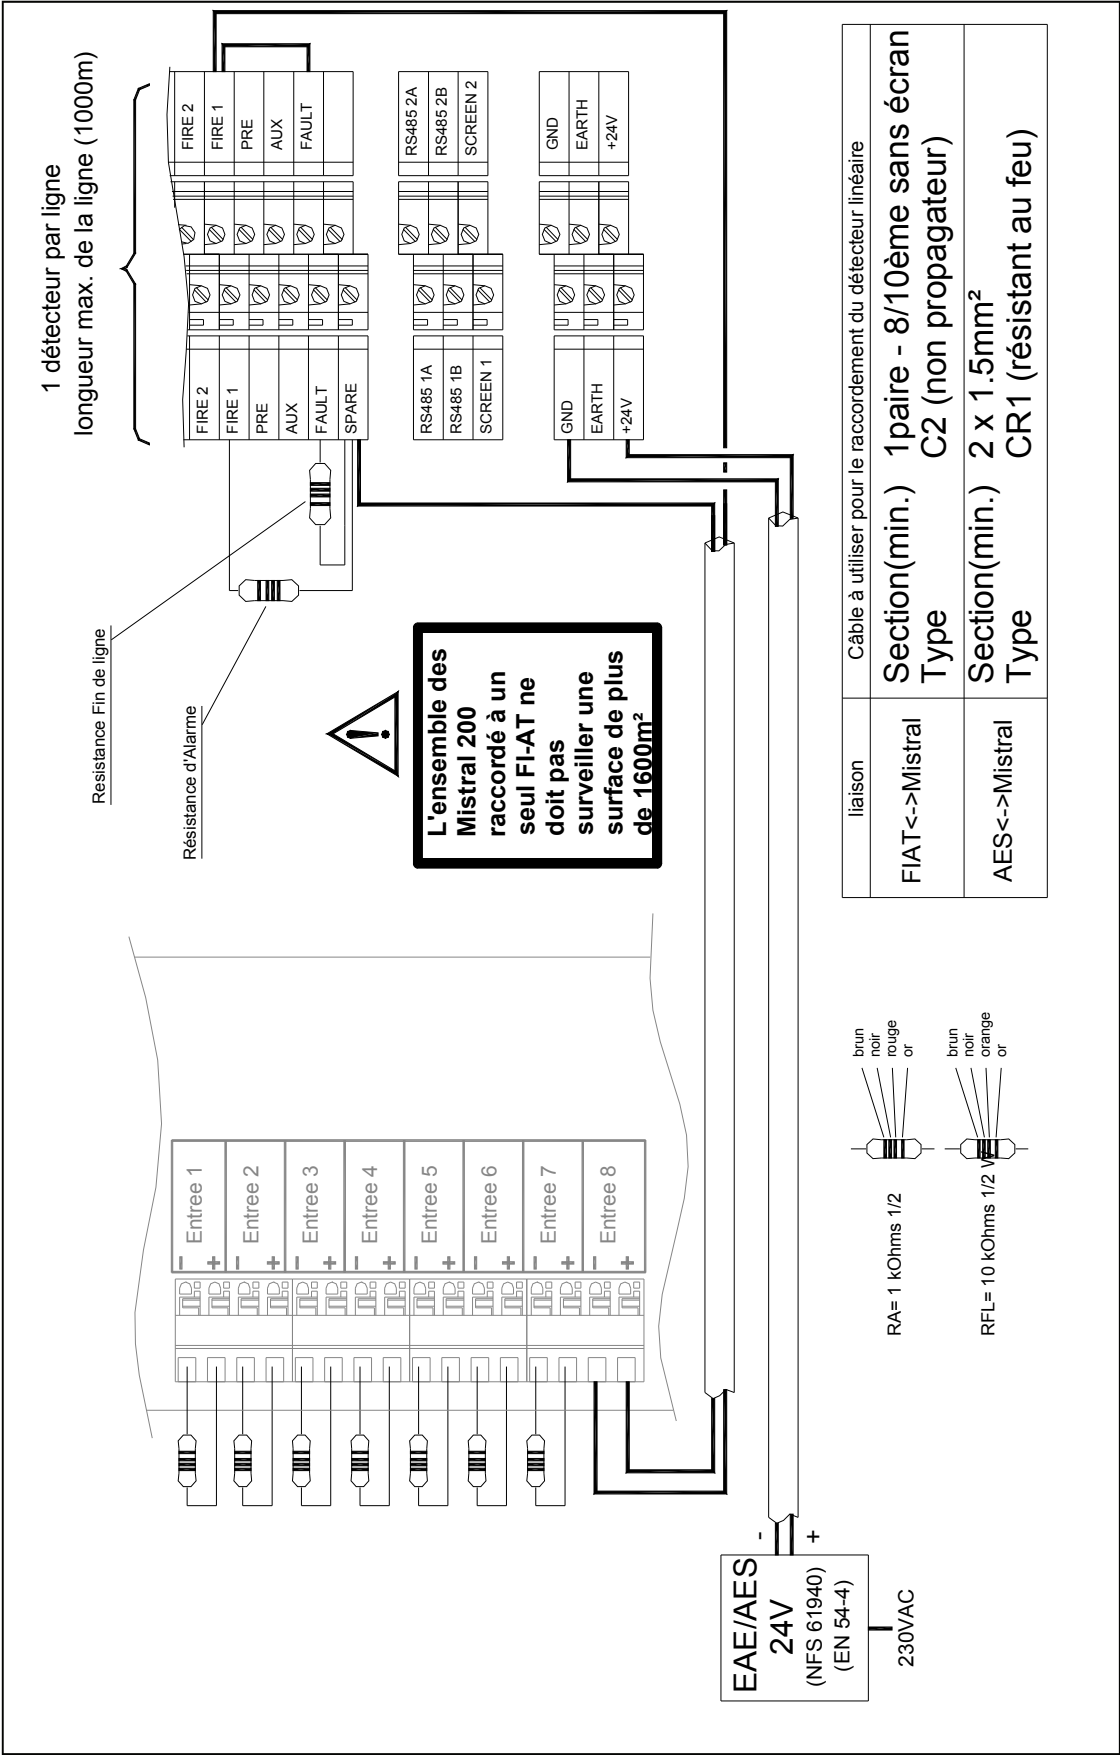 1 détecteur par ligne
longueur max. de la ligne (1000m)
FIRE 2
FIRE 1
PRE
AUX
FAULT
RS485 2A
RS485 2B
SCREEN 2
GND
EARTH
+24V
FIRE 2
FIRE 1
PRE
AUX
FAULT
SPARE
RS485 1A
RS485 1B
SCREEN 1
GND
EARTH
+24V
Resistance Fin de ligne
Résistance d'Alarme
!
L'ensemble des
Mistral 200
raccordé à un
seul FI-AT ne
doit pas
surveiller une
surface de plus
de 1600m²
Entree 1
- +
Entree 2
- +
Entree 3
- +
Entree 4
- +
Entree 5
- +
Entree 6
- +
Entree 7
- +
Entree 8
- +
EAE/AES
24V
(NFS 61940)
(EN 54-4)
- +
230VAC
RA= 1 kOhms 1/2
brun
noir
rouge
or
RFL= 10 kOhms 1/2 W
brun
noir
orange
or
liaison
Câble à utiliser pour le raccordement du détecteur linéaire
FIAT<->Mistral
Section(min.) 1paire - 8/10ème sans écran
Type C2 (non propagateur)
AES<->Mistral
Section(min.) 2 x 1.5mm²
Type CR1 (résistant au feu)